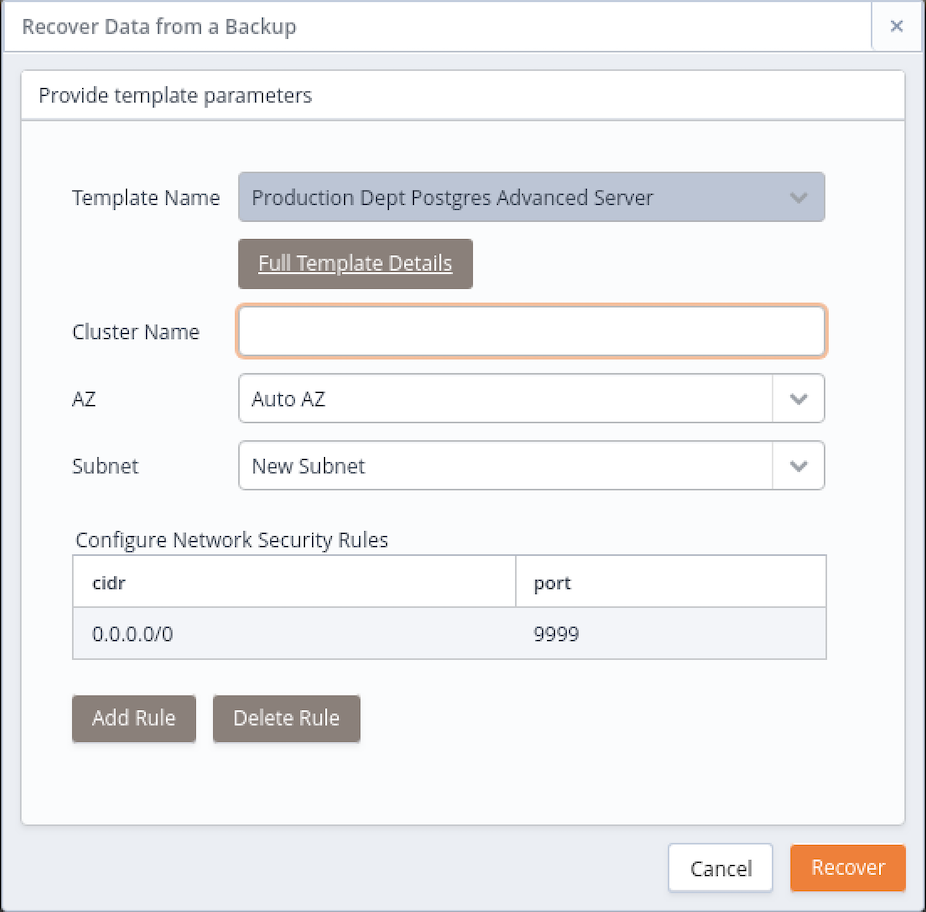 Recover Data from a Backup
Provide template parameters
Template Name Production Dept Postgres Advanced Server
Full Template Details
Cluster Name
AZ Auto AZ
Subnet New Subnet
Configure Network Security Rules
cidr port
0.0.0.0/0 9999
Add Rule Delete Rule
Cancel Recover